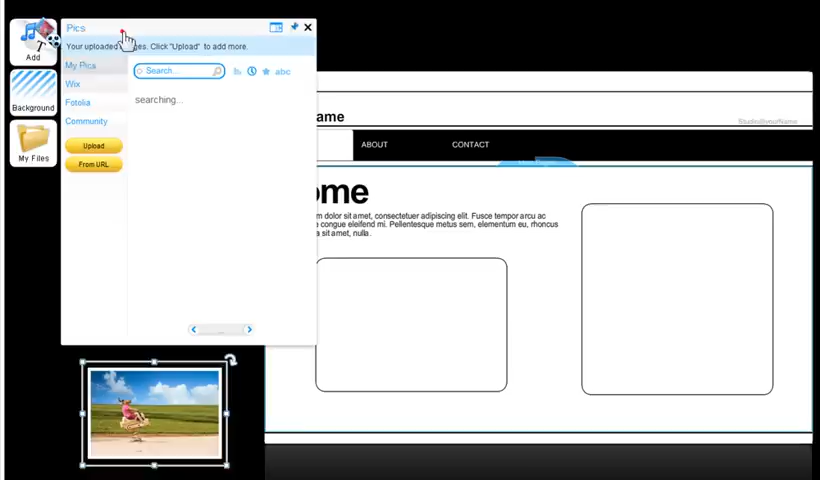 Pics
Your uploaded Click "Upload" to add more.
Add
My Pics
Search...
abc
Wix
searching...
Background
Fotolia
Community
Upload
From URL
My Files
ame
Studio@yourName
ABOUT
CONTACT
ome
m dolor sit amet, consectetuer adipiscing elit. Fusce tempor arcu ac
congue eleifend mi. Pellentesque metus sem, elementum eu, rhoncus
a sit amet, nulla.